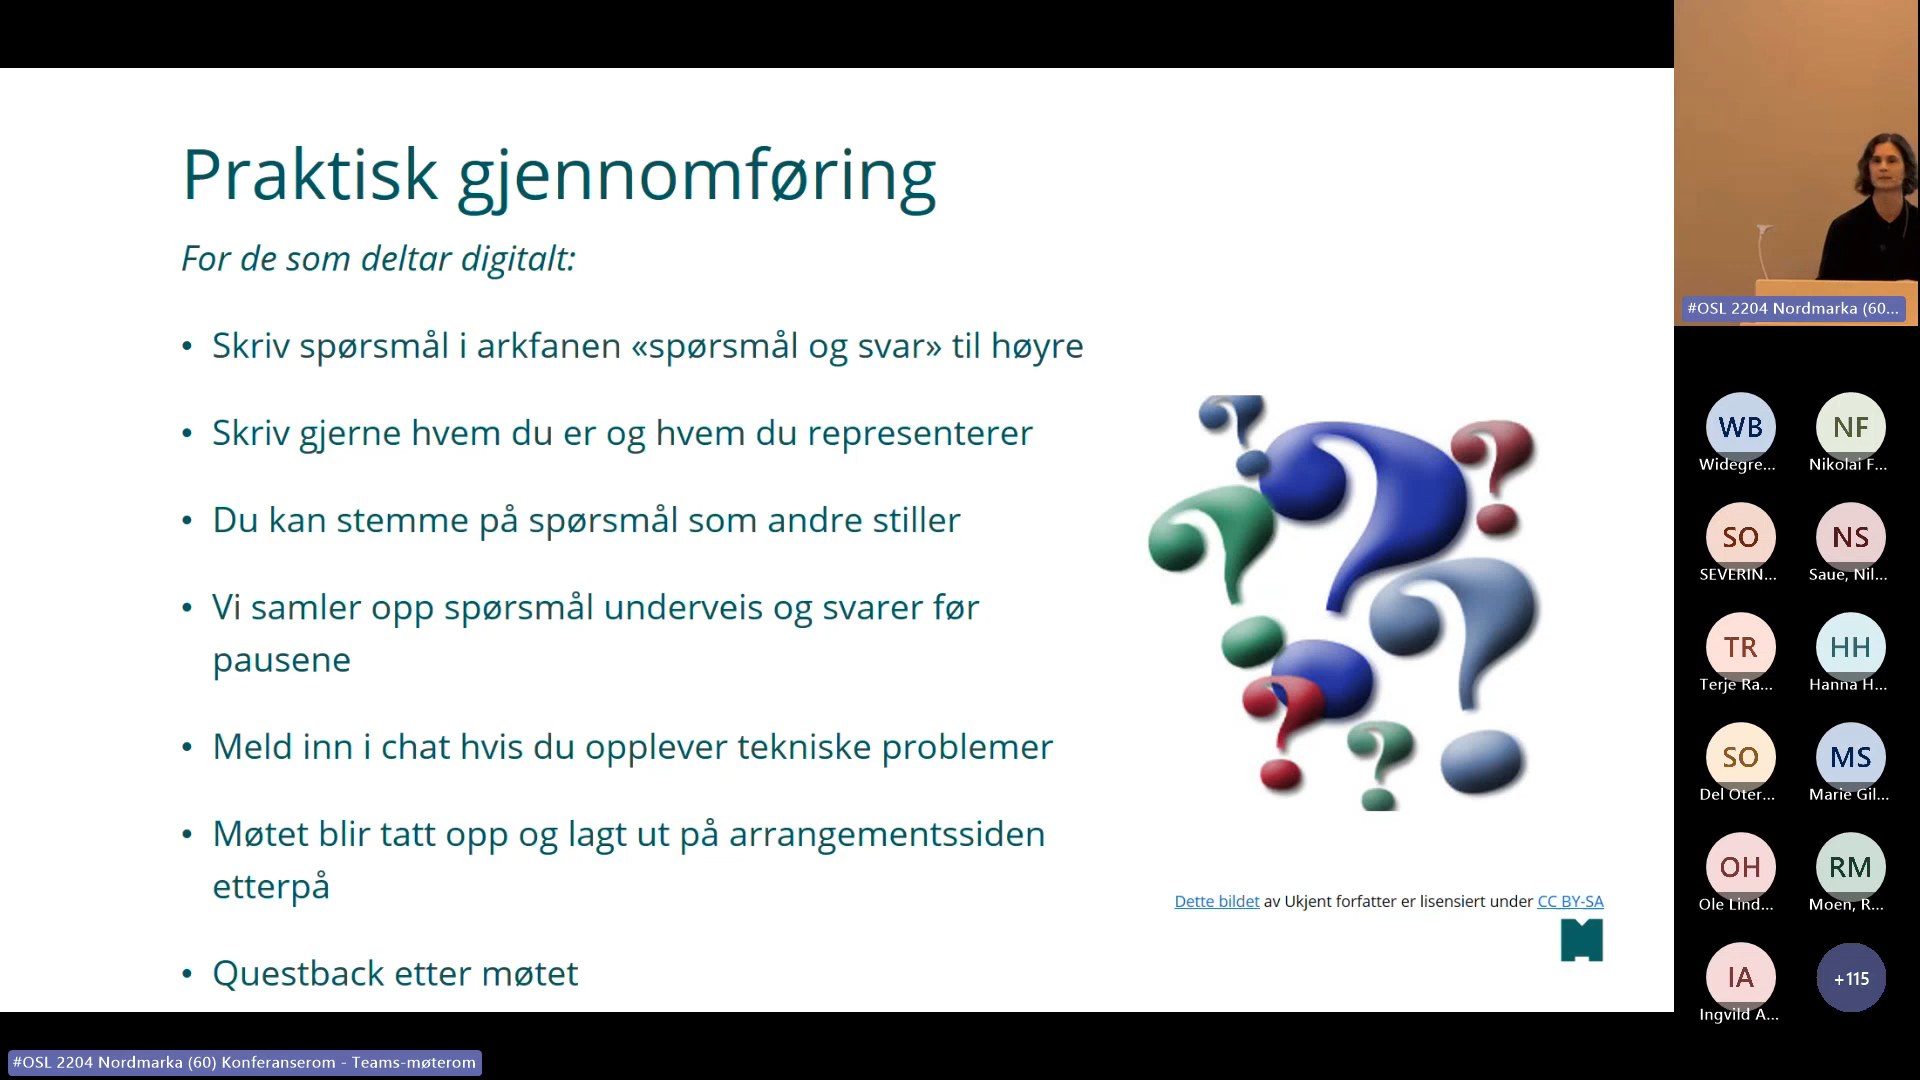 Praktisk gjennomføring
For de som deltar digitalt:
• Skriv spørsmål i arkfanen «spørsmål og svar» til høyre
• Skriv gjerne hvem du er og hvem du representerer
• Du kan stemme på spørsmål som andre stiller
• Vi samler opp spørsmål underveis og svarer før
pausene
• Meld inn i chat hvis du opplever tekniske problemer
• Møtet blir tatt opp og lagt ut på arrangementssiden
etterpå
• Questback etter møtet
Dette bildet av Ukjent forfatter er lisensiert under CC BY-SA
#OSL 2204 Nordmarka (60...
WB
Widegre...
NF
Nikolai F...
SO
SEVERIN...
NS
Saue, Nil...
TR
Terje Ra...
HH
Hanna H...
SO
Del Oter...
MS
Marie Gil...
OH
Ole Lind...
RM
Moen, R...
IA
Ingvild A...
+115
#OSL 2204 Nordmarka (60) Konferanserom - Teams-møterom